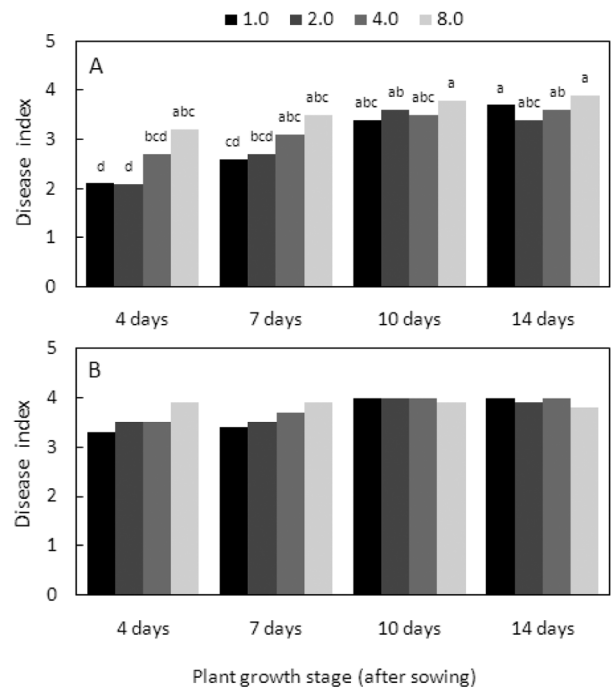 1.0 2.0 4.0 8.0
A
5
4
3
2
1
0
Disease index
d d bcd abc
cd bcd abc abc
abc ab abc a
a abc ab a
4 days 7 days 10 days 14 days
B
5
4
3
2
1
0
Disease index
4 days 7 days 10 days 14 days
Plant growth stage (after sowing)